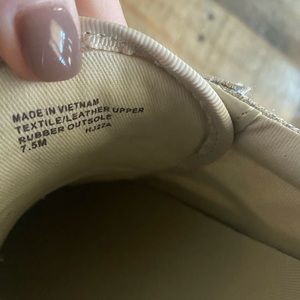 MADE IN VIETNAM
TEXTILE/LEATHER UPPER
RUBBER OUTSOLE
7.5M